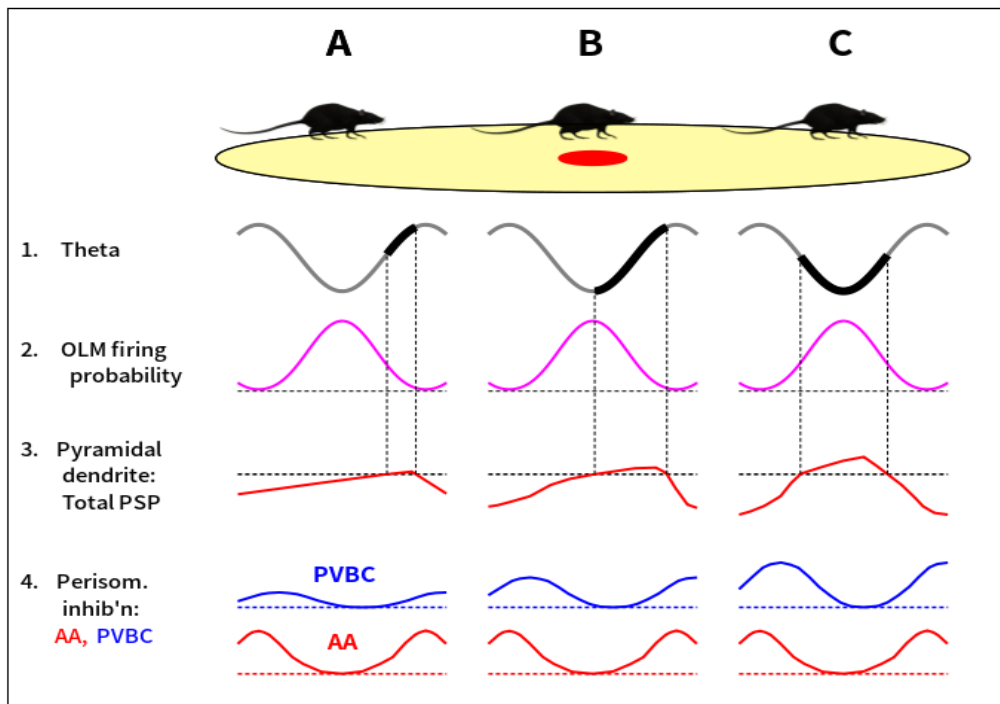 A B C
1. Theta
2. OLM firing
probability
3. Pyramidal
dendrite:
Total PSP
4. Perisom.
inhib'n:
AA, PVBC
PVBC
AA